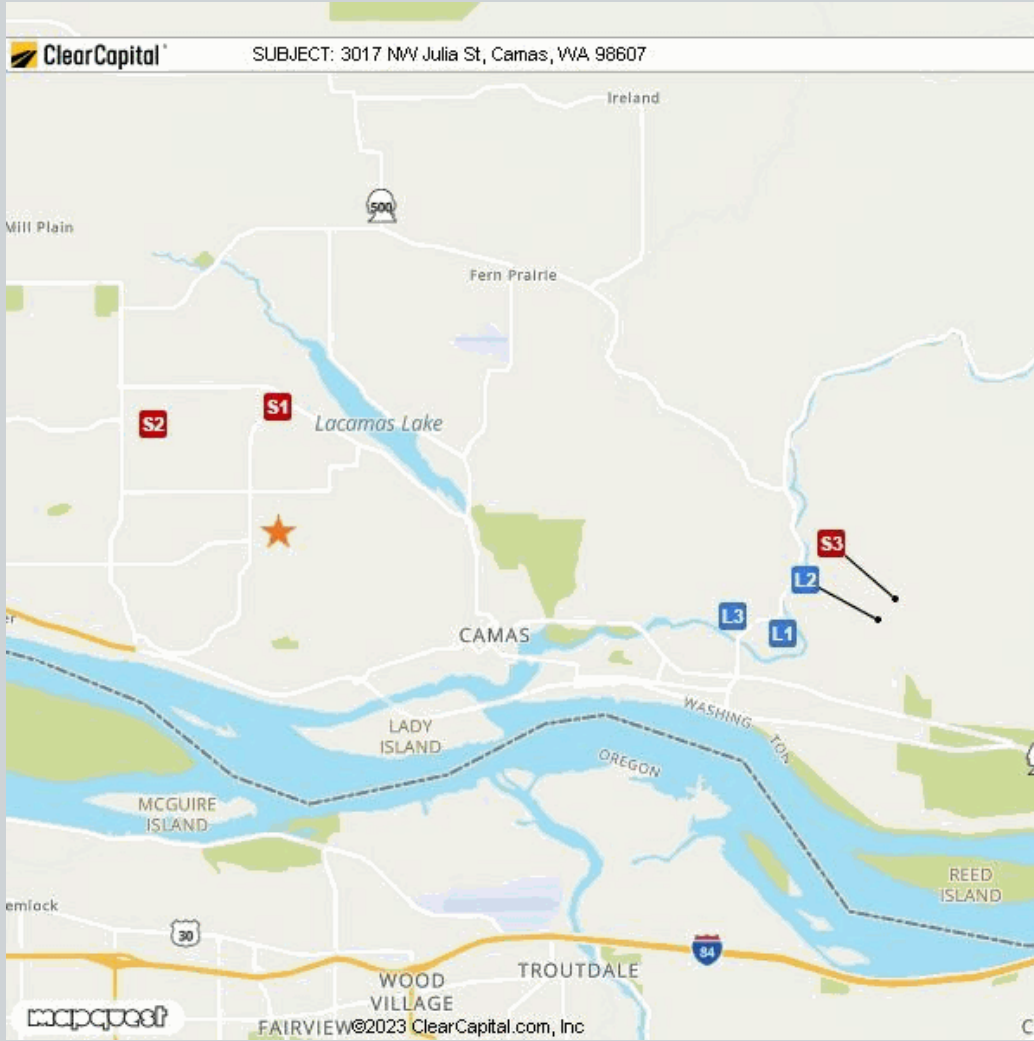 ClearCapital
SUBJECT: 3017 NW Julia St, Camas, WA 98607
Ireland
500
Mill Plain
Fern Prairie
S1
S2
Lacamas Lake
S3
L2
L3
L1
CAMAS
WASHING
TON
LADY
ISLAND
OREGON
MCGUIRE
ISLAND
REED
ISLAND
emlock
30
84
TROUTDALE
WOOD
VILLAGE
mapquest
FAIRVIEW
©2023 ClearCapital.com, Inc